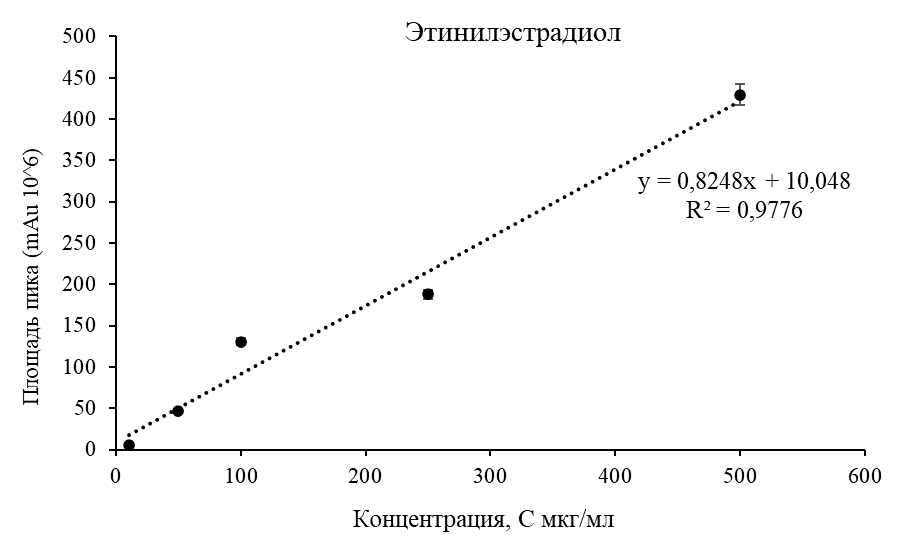 Этинилэстрадиол
500
450
400
350
300
250
200
150
100
50
0
Площадь пика (mAu 10^6)
y = 0,8248x + 10,048
R² = 0,9776
0 100 200 300 400 500 600
Концентрация, С мкг/мл